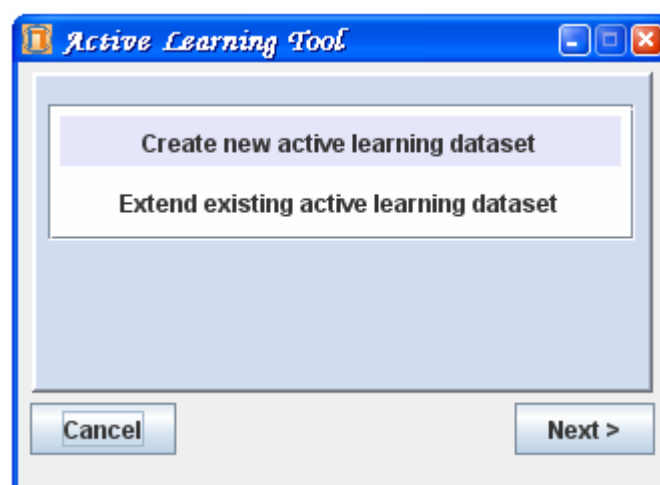 Active Learning Tool
Create new active learning dataset
Extend existing active learning dataset
Cancel
Next >